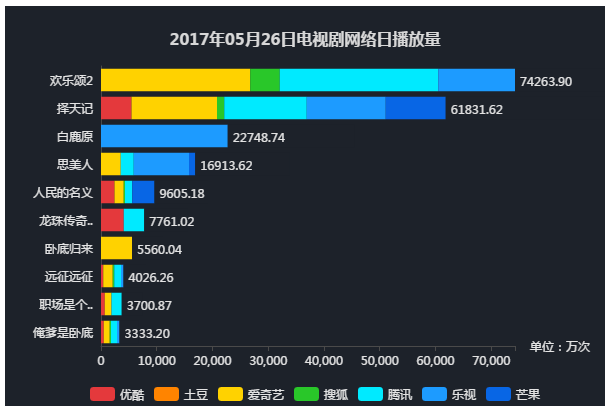 2017年05月26日电视剧网络日播放量
欢乐颂2 74263.90
择天记 61831.62
白鹿原 22748.74
思美人 16913.62
人民的名义 9605.18
龙珠传奇.. 7761.02
卧底归来 5560.04
远征远征 4026.26
职场是个.. 3700.87
俺爹是卧底 3333.20
单位：万次
0 10,000 20,000 30,000 40,000 50,000 60,000 70,000
优酷 土豆 爱奇艺 搜狐 腾讯 乐视 芒果